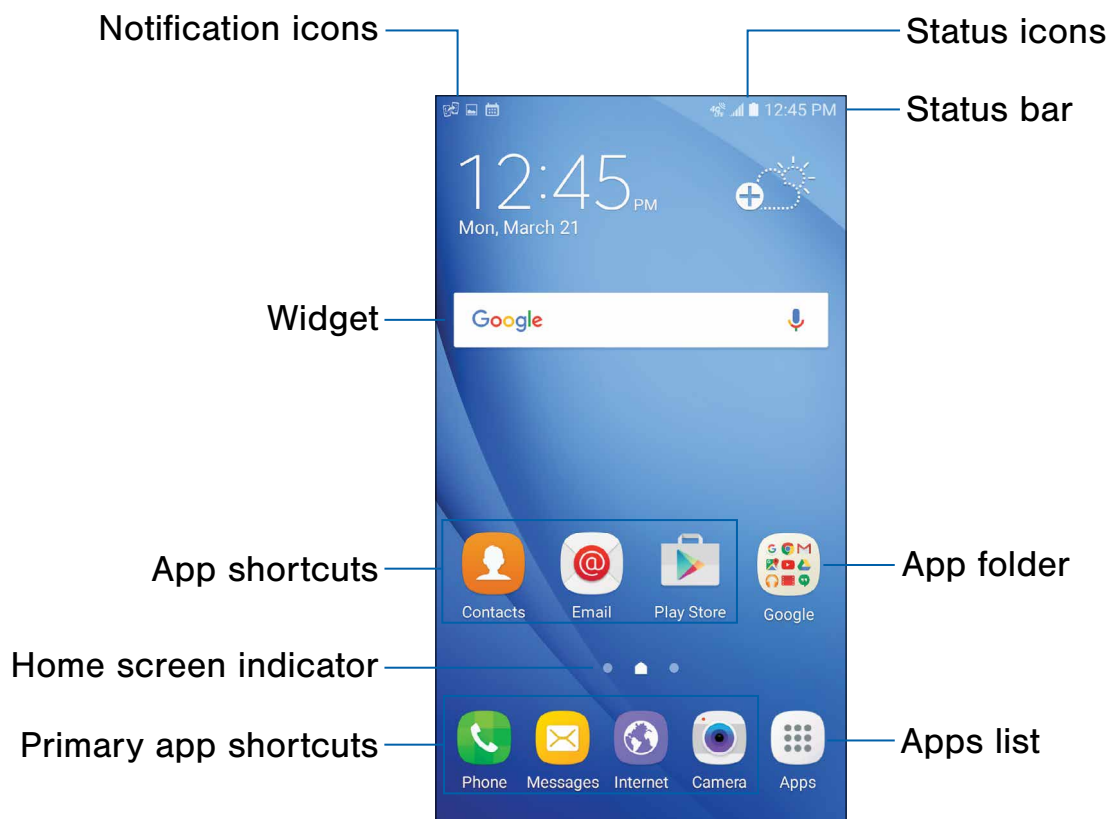 Notification icons
Status icons
12:45 PM
Status bar
12:45 PM
Mon, March 21
Widget
Google
App shortcuts
Contacts
Email
Play Store
Google
App folder
Home screen indicator
Primary app shortcuts
Phone
Messages
Internet
Camera
Apps
Apps list